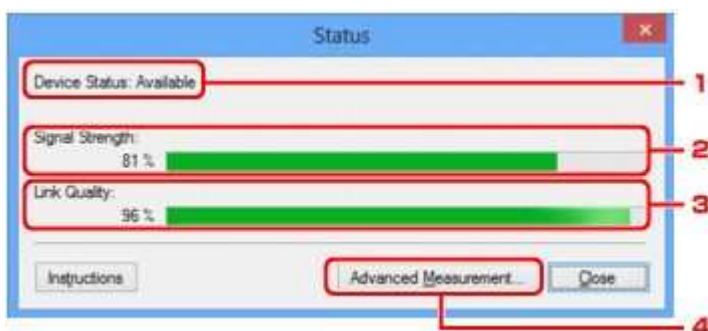 Status
Device Status: Available
1
Signal Strength:
81 %
2
Link Quality:
96 %
3
Instructions
Advanced Measurement...
Close
4